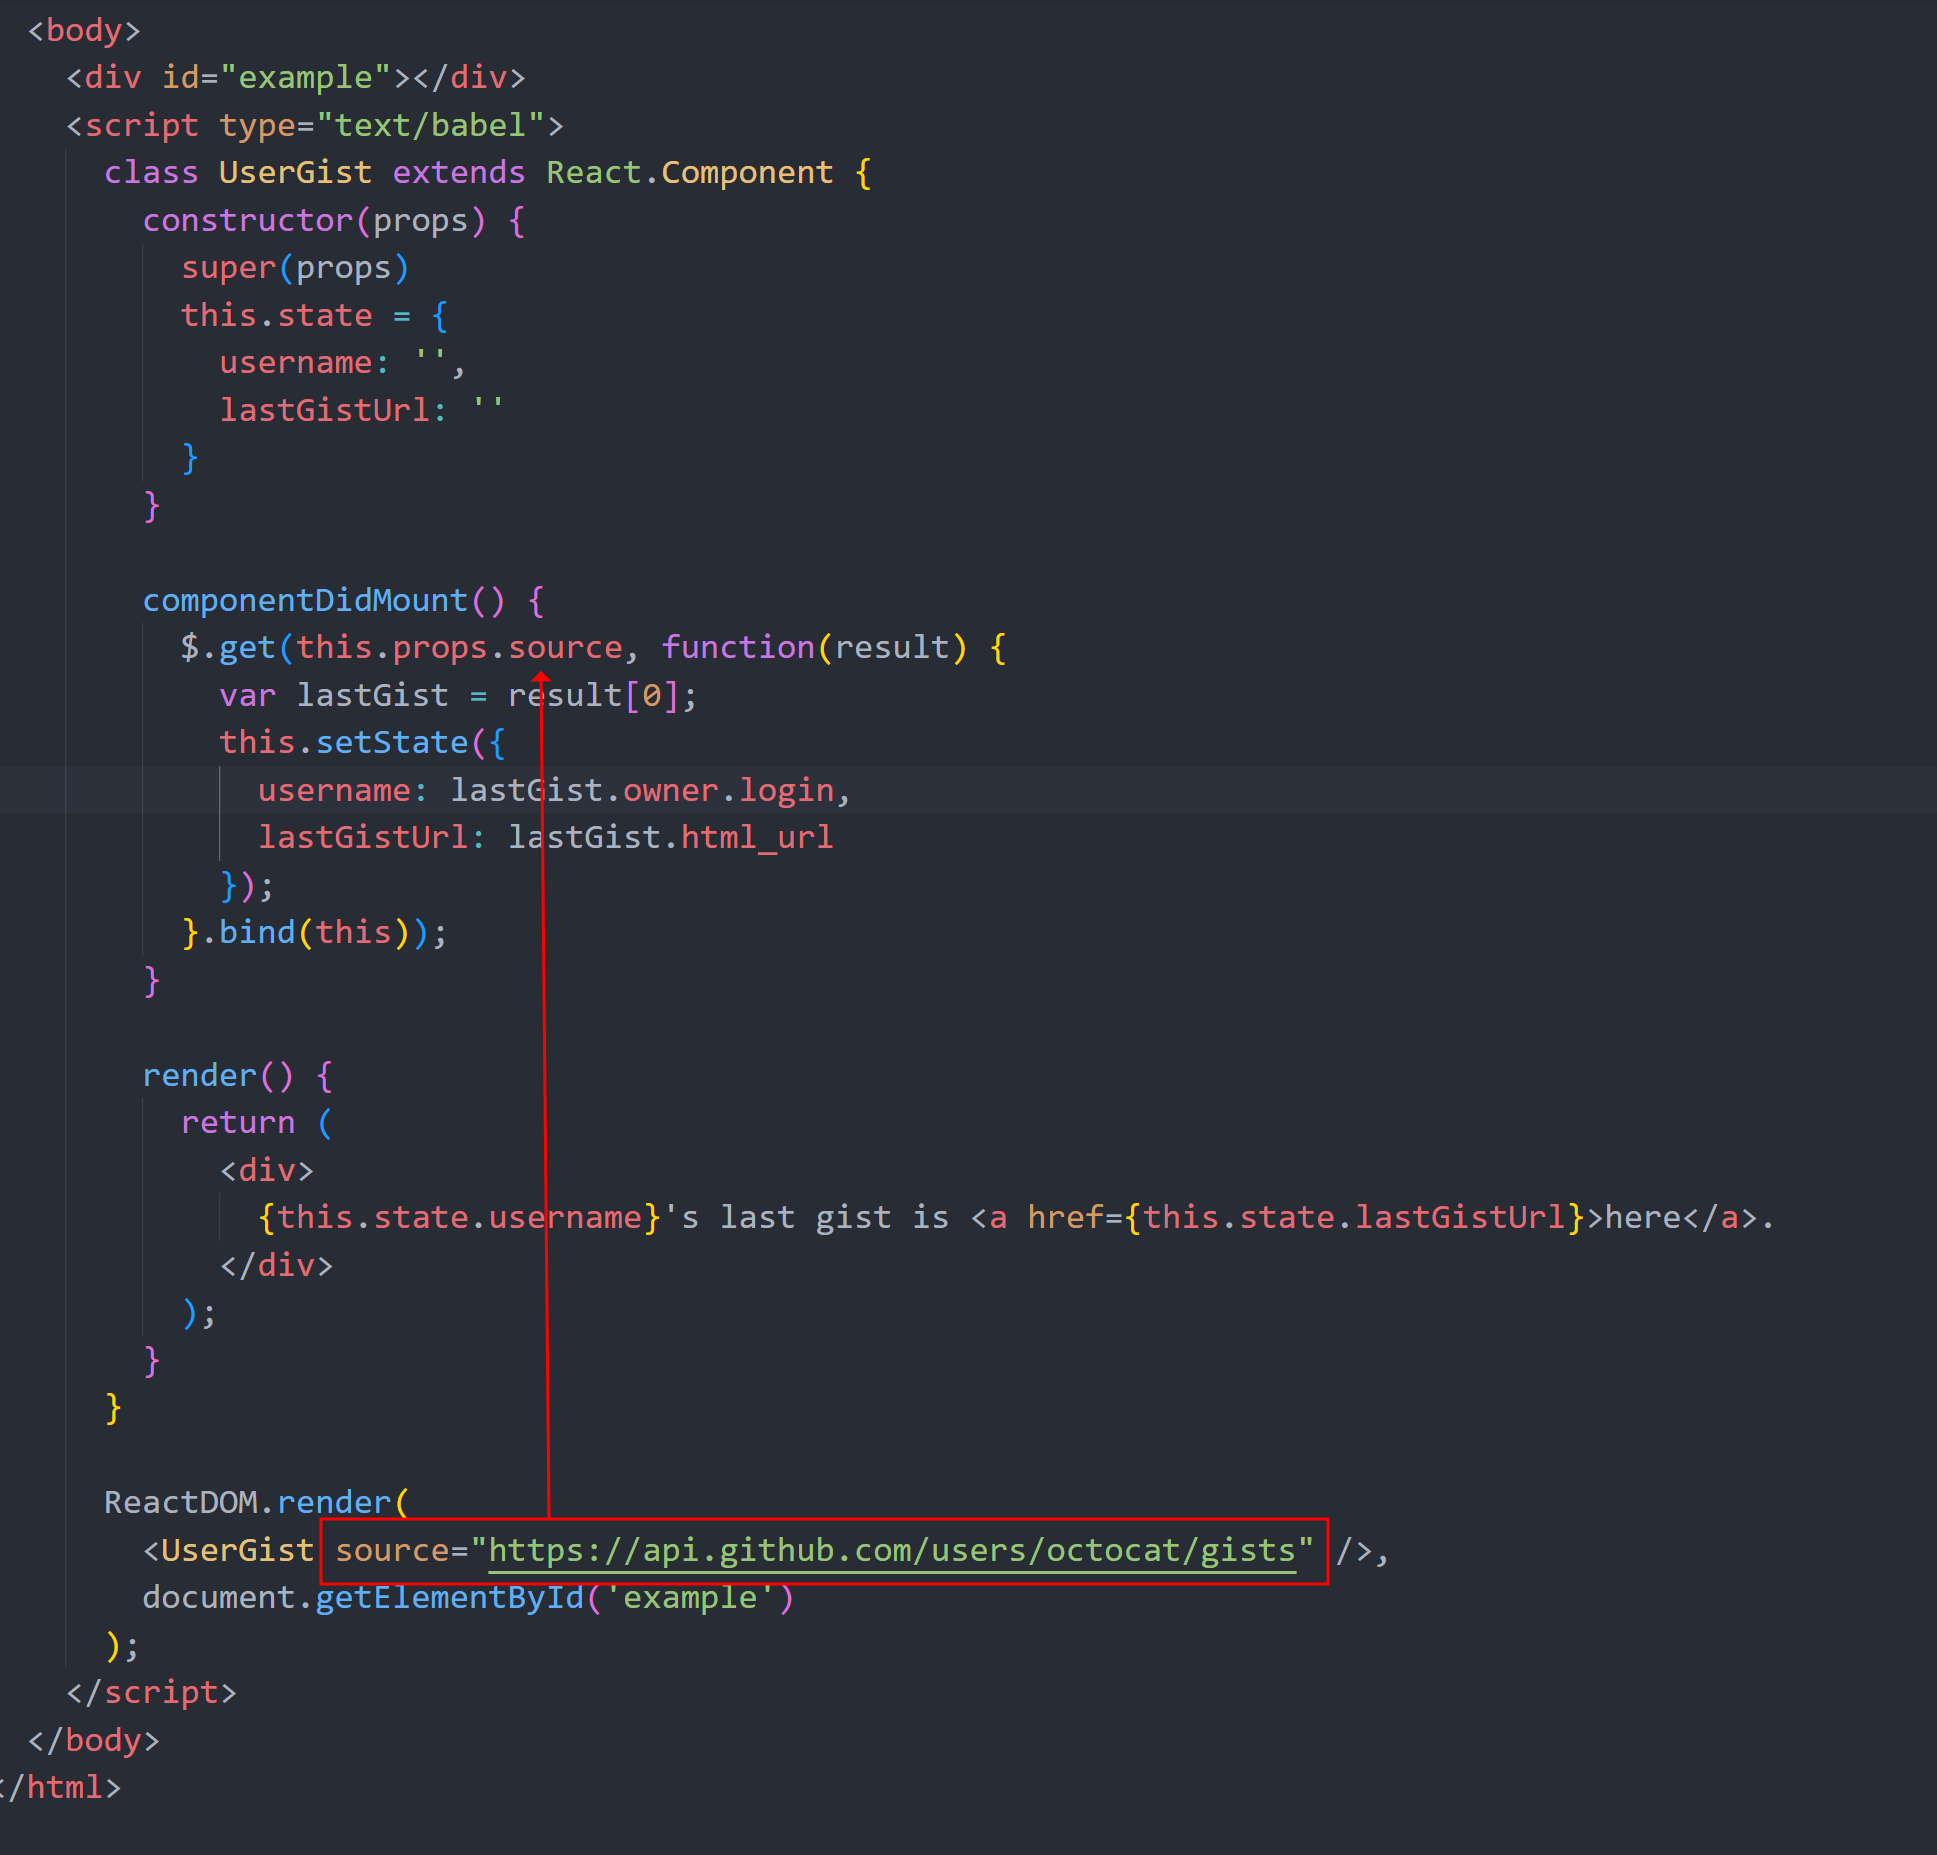 <body>
<div id="example"></div>
<script type="text/babel">
class UserGist extends React.Component {
constructor(props) {
super(props)
this.state = {
username: '',
lastGistUrl: ''
}
}
componentDidMount() {
$.get(this.props.source, function(result) {
var lastGist = result[0];
this.setState({
username: lastGist.owner.login,
lastGistUrl: lastGist.html_url
});
}.bind(this));
}
render() {
return (
<div>
{this.state.username}'s last gist is <a href={this.state.lastGistUrl}>here</a>.
</div>
);
}
}
ReactDOM.render(
<UserGist source="https://api.github.com/users/octocat/gists" />,
document.getElementById('example')
);
</script>
</body>
</html>